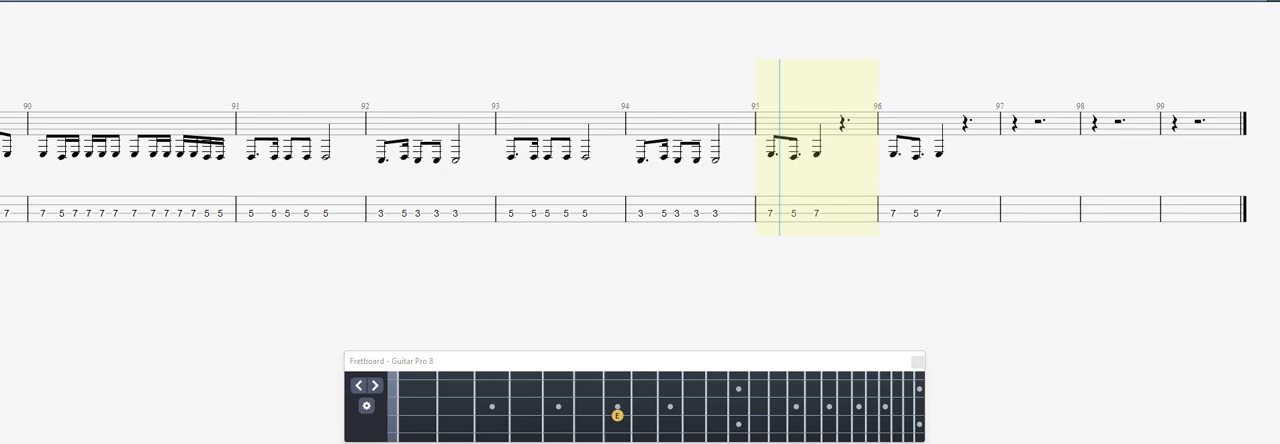 90 91 92 93 94 95 96 97 98 99
7 7 5 7 7 7 7 7 7 7 7 7 5 5 5 5 5 5 5 3 5 3 3 3 5 5 5 5 5 3 5 3 3 3 7 5 7 7 5 7
Fretboard - Guitar Pro 8
E